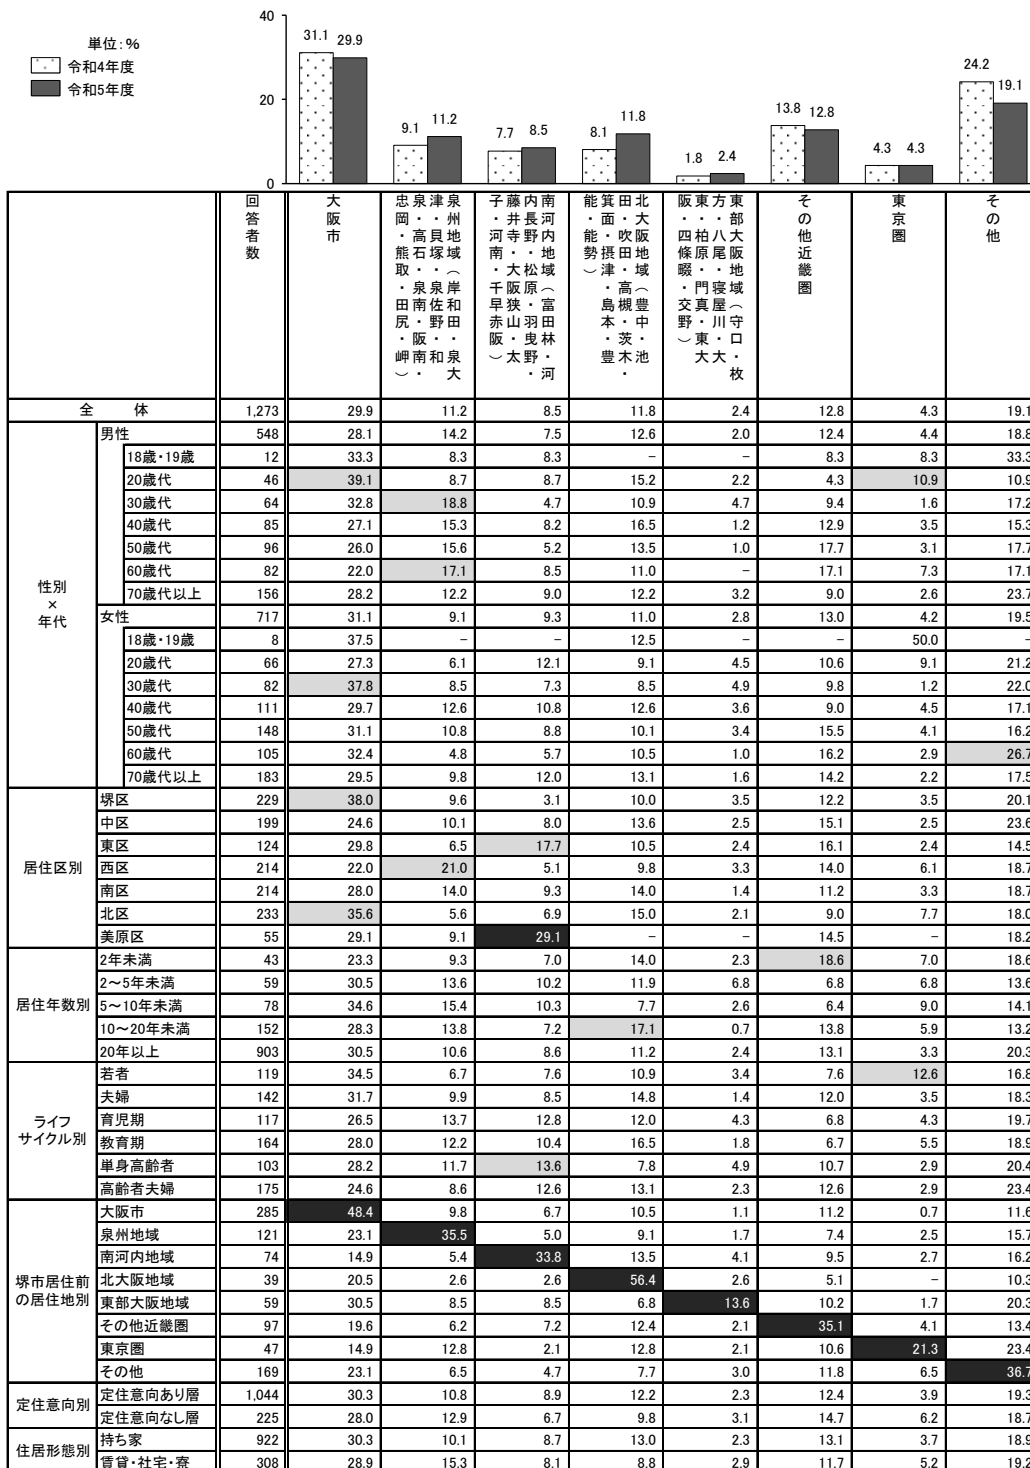 単位:%
令和4年度
令和5年度
40
20
0
31.1 29.9
9.1 11.2
7.7 8.5
8.1 11.8
1.8 2.4
13.8 12.8
4.3 4.3
24.2 19.1
回答者数
大阪市
泉州地域(岸和田・泉大
津・貝塚・泉佐野・和
泉・高石・泉南・阪南・
忠岡・熊取・田尻・岬)
南河内地域(富田林・河
内長野・松原・羽曳野・
藤井寺・大阪狭山・太
子・河南・千早赤阪)
北大阪地域(豊中・池
田・吹田・高槻・茨木・
箕面・摂津・島本・豊
能・能勢)
東部大阪地域(守口・枚
方・八尾・寝屋川・大
東・柏原・門真・東大
阪・四條畷・交野)
その他近畿圏
東京圏
その他
全 体 1,273 29.9 11.2 8.5 11.8 2.4 12.8 4.3 19.1
性別
×
年代
男性 548 28.1 14.2 7.5 12.6 2.0 12.4 4.4 18.8
18歳・19歳 12 33.3 8.3 8.3 – – 8.3 8.3 33.3
20歳代 46 39.1 8.7 8.7 15.2 2.2 4.3 10.9 10.9
30歳代 64 32.8 18.8 4.7 10.9 4.7 9.4 1.6 17.2
40歳代 85 27.1 15.3 8.2 16.5 1.2 12.9 3.5 15.3
50歳代 96 26.0 15.6 5.2 13.5 1.0 17.7 3.1 17.7
60歳代 82 22.0 17.1 8.5 11.0 – 17.1 7.3 17.1
70歳代以上 156 28.2 12.2 9.0 12.2 3.2 9.0 2.6 23.7
女性 717 31.1 9.1 9.3 11.0 2.8 13.0 4.2 19.5
18歳・19歳 8 37.5 – – 12.5 – – 50.0 –
20歳代 66 27.3 6.1 12.1 9.1 4.5 10.6 9.1 21.2
30歳代 82 37.8 8.5 7.3 8.5 4.9 9.8 1.2 22.0
40歳代 111 29.7 12.6 10.8 12.6 3.6 9.0 4.5 17.1
50歳代 148 31.1 10.8 8.8 10.1 3.4 15.5 4.1 16.2
60歳代 105 32.4 4.8 5.7 10.5 1.0 16.2 2.9 26.7
70歳代以上 183 29.5 9.8 12.0 13.1 1.6 14.2 2.2 17.5
居住区別
堺区 229 38.0 9.6 3.1 10.0 3.5 12.2 3.5 20.1
中区 199 24.6 10.1 8.0 13.6 2.5 15.1 2.5 23.6
東区 124 29.8 6.5 17.7 10.5 2.4 16.1 2.4 14.5
西区 214 22.0 21.0 5.1 9.8 3.3 14.0 6.1 18.7
南区 214 28.0 14.0 9.3 14.0 1.4 11.2 3.3 18.7
北区 233 35.6 5.6 6.9 15.0 2.1 9.0 7.7 18.0
美原区 55 29.1 9.1 29.1 – – 14.5 – 18.2
居住年数別
2年未満 43 23.3 9.3 7.0 14.0 2.3 18.6 7.0 18.6
2～5年未満 59 30.5 13.6 10.2 11.9 6.8 6.8 6.8 13.6
5～10年未満 78 34.6 15.4 10.3 7.7 2.6 6.4 9.0 14.1
10～20年未満 152 28.3 13.8 7.2 17.1 0.7 13.8 5.9 13.2
20年以上 903 30.5 10.6 8.6 11.2 2.4 13.1 3.3 20.3
ライフ
サイクル別
若者 119 34.5 6.7 7.6 10.9 3.4 7.6 12.6 16.8
夫婦 142 31.7 9.9 8.5 14.8 1.4 12.0 3.5 18.3
育児期 117 26.5 13.7 12.8 12.0 4.3 6.8 4.3 19.7
教育期 164 28.0 12.2 10.4 16.5 1.8 6.7 5.5 18.9
単身高齢者 103 28.2 11.7 13.6 7.8 4.9 10.7 2.9 20.4
高齢者夫婦 175 24.6 8.6 12.6 13.1 2.3 12.6 2.9 23.4
堺市居住前
の居住地別
大阪市 285 48.4 9.8 6.7 10.5 1.1 11.2 0.7 11.6
泉州地域 121 23.1 35.5 5.0 9.1 1.7 7.4 2.5 15.7
南河内地域 74 14.9 5.4 33.8 13.5 4.1 9.5 2.7 16.2
北大阪地域 39 20.5 2.6 2.6 56.4 2.6 5.1 – 10.3
東部大阪地域 59 30.5 8.5 8.5 6.8 13.6 10.2 1.7 20.3
その他近畿圏 97 19.6 6.2 7.2 12.4 2.1 35.1 4.1 13.4
東京圏 47 14.9 12.8 2.1 12.8 2.1 10.6 21.3 23.4
その他 169 23.1 6.5 4.7 7.7 3.0 11.8 6.5 36.7
定住意向別
定住意向あり層 1,044 30.3 10.8 8.9 12.2 2.3 12.4 3.9 19.3
定住意向なし層 225 28.0 12.9 6.7 9.8 3.1 14.7 6.2 18.7
住居形態別
持ち家 922 30.3 10.1 8.7 13.0 2.3 13.1 3.7 18.9
賃貸・社宅・寮 308 28.9 15.3 8.1 8.8 2.9 11.7 5.2 19.2